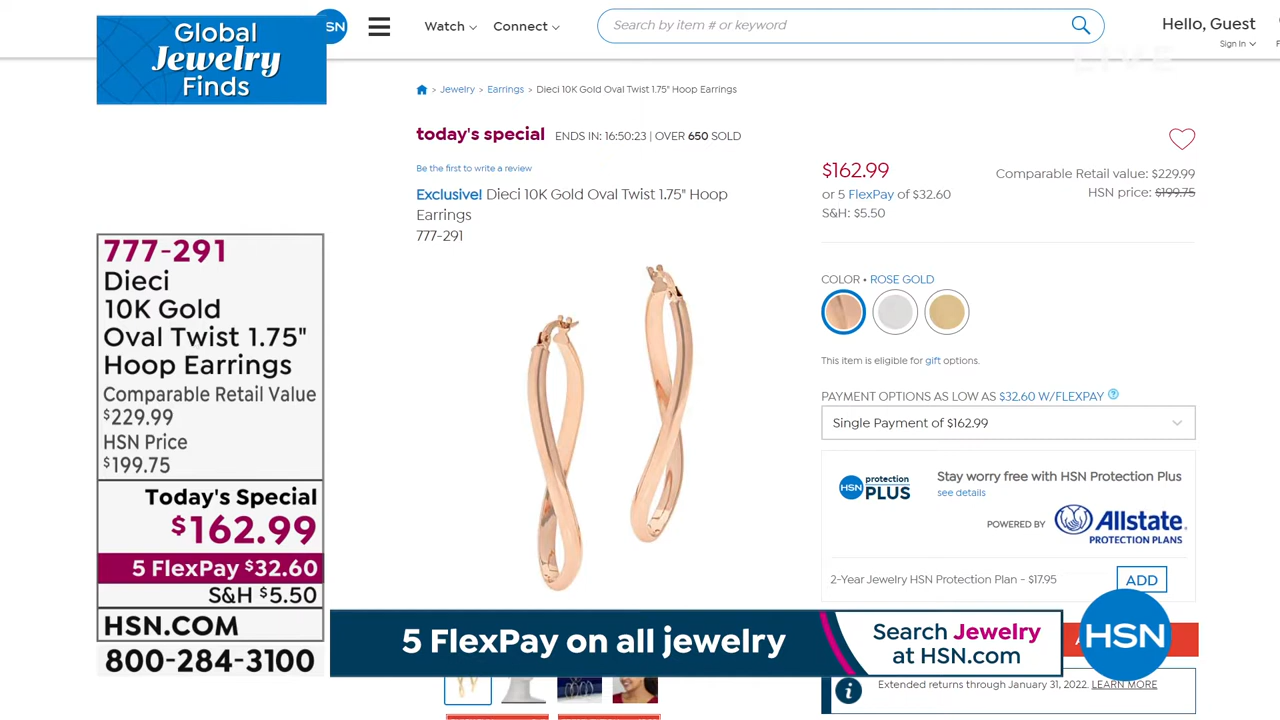 Global
Jewelry
Finds
SN
Watch
Connect
Search by item # or keyword
Hello, Guest
Sign In
LIVE
> Jewelry > Earrings > Dieci 10K Gold Oval Twist 1.75" Hoop Earrings
today's special ENDS IN: 16:50:23 | OVER 650 SOLD
Be the first to write a review
Exclusive! Dieci 10K Gold Oval Twist 1.75" Hoop
Earrings
777-291
$162.99
or 5 FlexPay of $32.60
S&H: $5.50
Comparable Retail value: $229.99
HSN price: $199.75
COLOR • ROSE GOLD
This item is eligible for gift options.
PAYMENT OPTIONS AS LOW AS $32.60 W/FLEXPAY ?
Single Payment of $162.99
HSN protection PLUS
Stay worry free with HSN Protection Plus
see details
POWERED BY Allstate.
PROTECTION PLANS
2-Year Jewelry HSN Protection Plan - $17.95
ADD
777-291
Dieci
10K Gold
Oval Twist 1.75"
Hoop Earrings
Comparable Retail Value
$229.99
HSN Price
$199.75
Today's Special
$162.99
5 FlexPay $32.60
S&H $5.50
HSN.COM
800-284-3100
5 FlexPay on all jewelry
Search Jewelry
at HSN.com
HSN
Extended returns through January 31, 2022. LEARN MORE